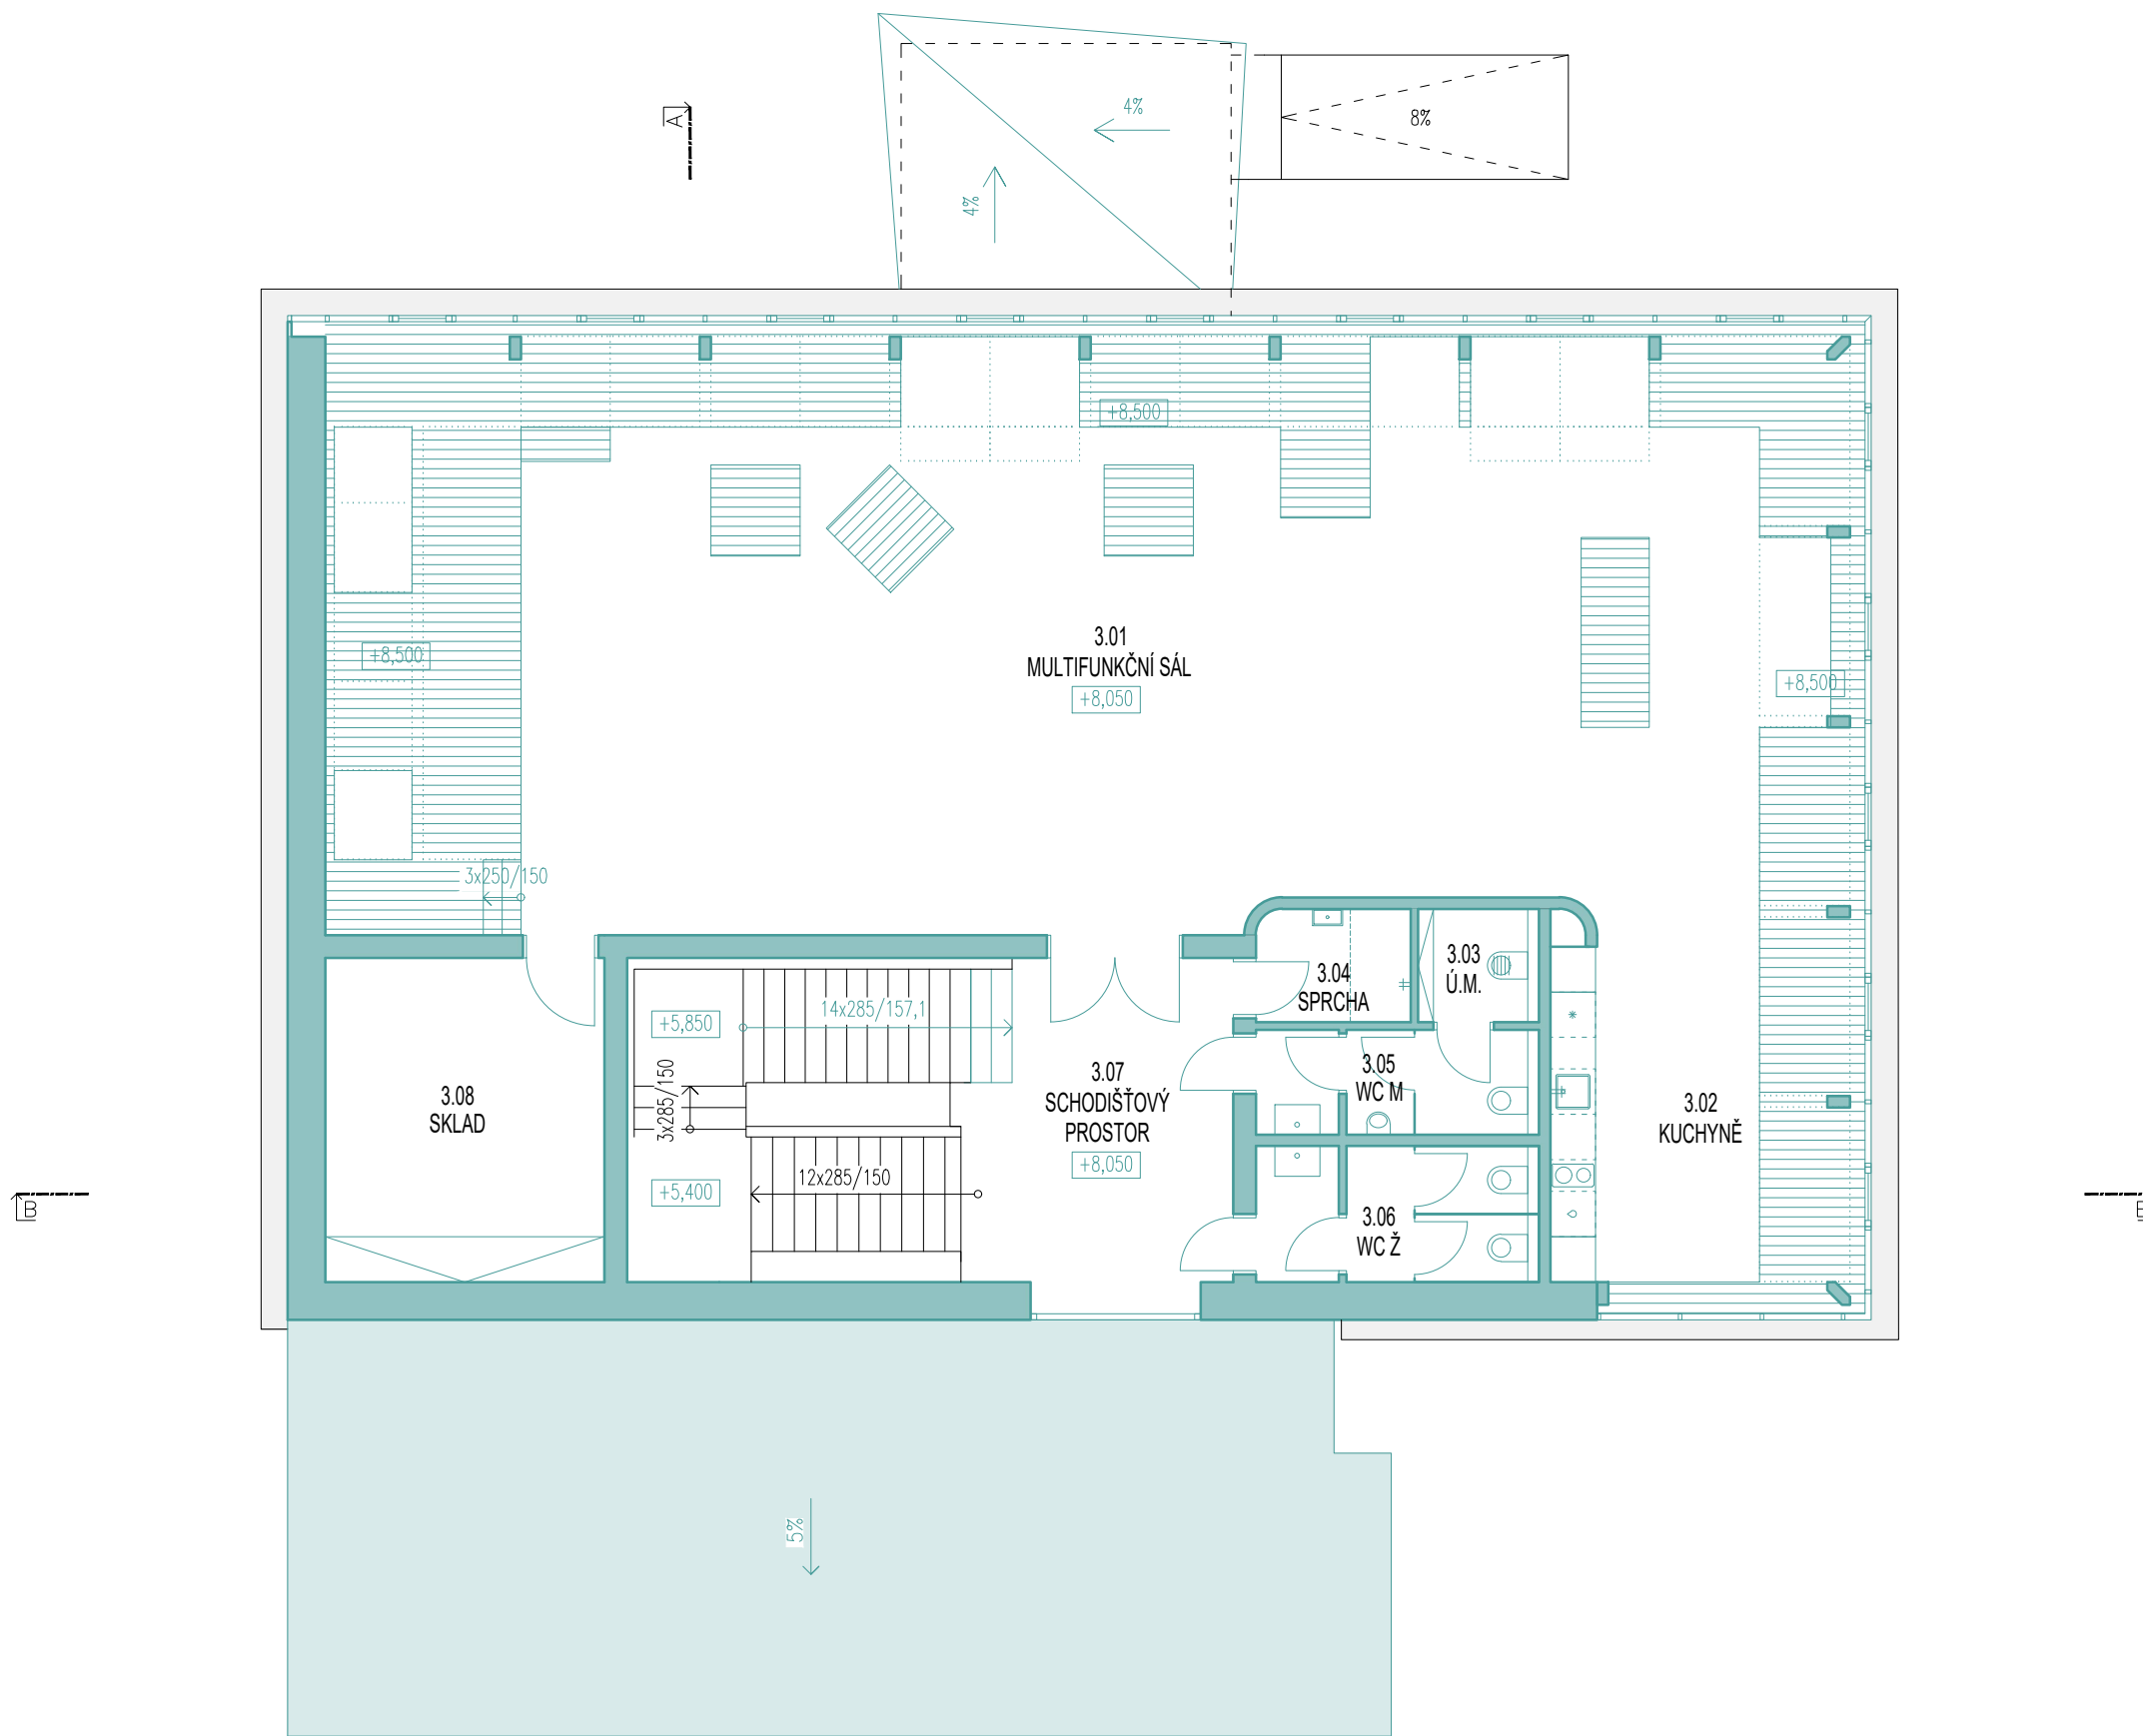 4%
A
8%
4%
+8,500
3.01
MULTIFUNKČNÍ SÁL
+8,050
+8,500
+8,500
3x250/150
3.04
SPRCHA
3.03
Ú.M.
14x285/157,1
+5,850
3x285/150
3.08
SKLAD
3.07
SCHODIŠŤOVÝ
PROSTOR
+8,050
3.05
WC M
3.02
KUCHYNĚ
12x285/150
+5,400
3.06
WC Ž
B
5%